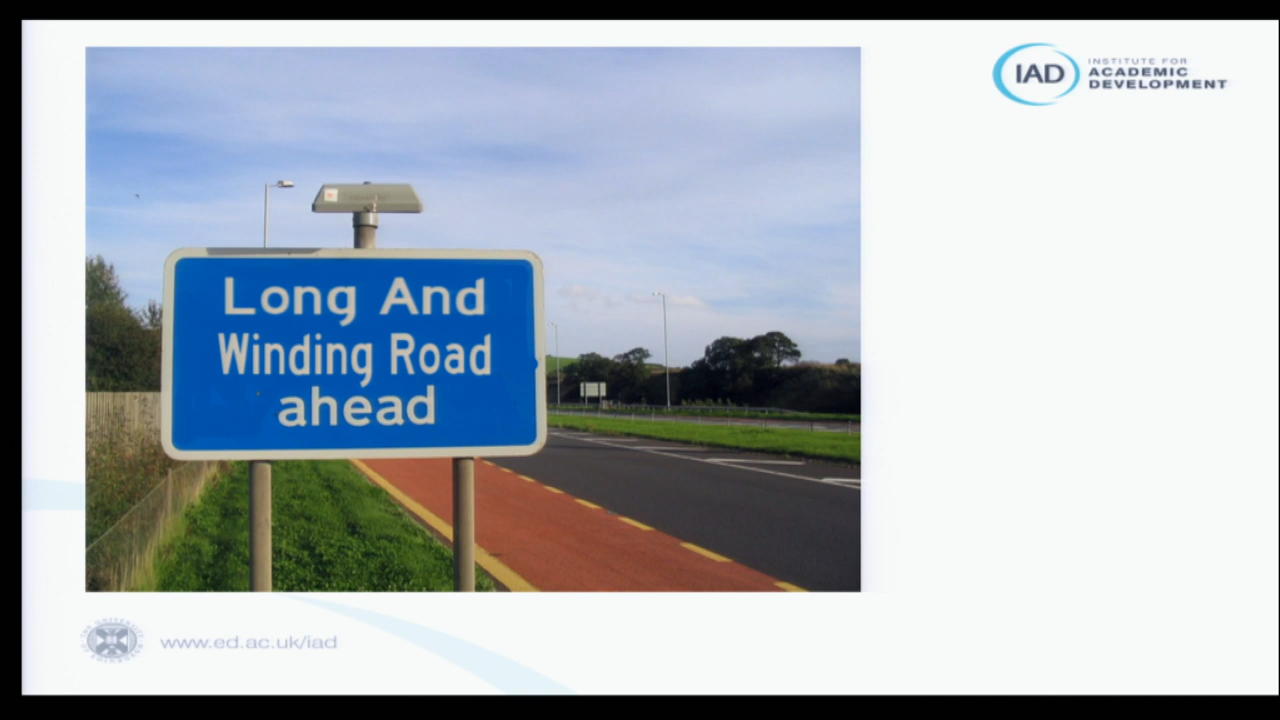 IAD
INSTITUTE FOR
ACADEMIC
DEVELOPMENT
Long And
Winding Road
ahead
www.ed.ac.uk/iad